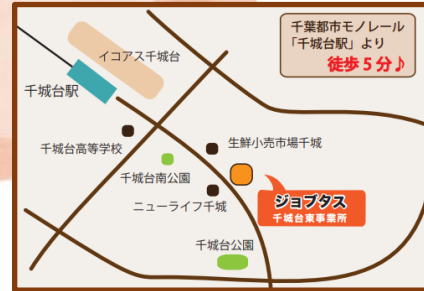 千葉都市モノレール
「千城台駅」より
徒歩5分♪
イコアス千城台
千城台駅
千城台高等学校
生鮮小売市場千城
千城台南公園
ジョブタス
千城台東事業所
ニューライフ千城
千城台公園